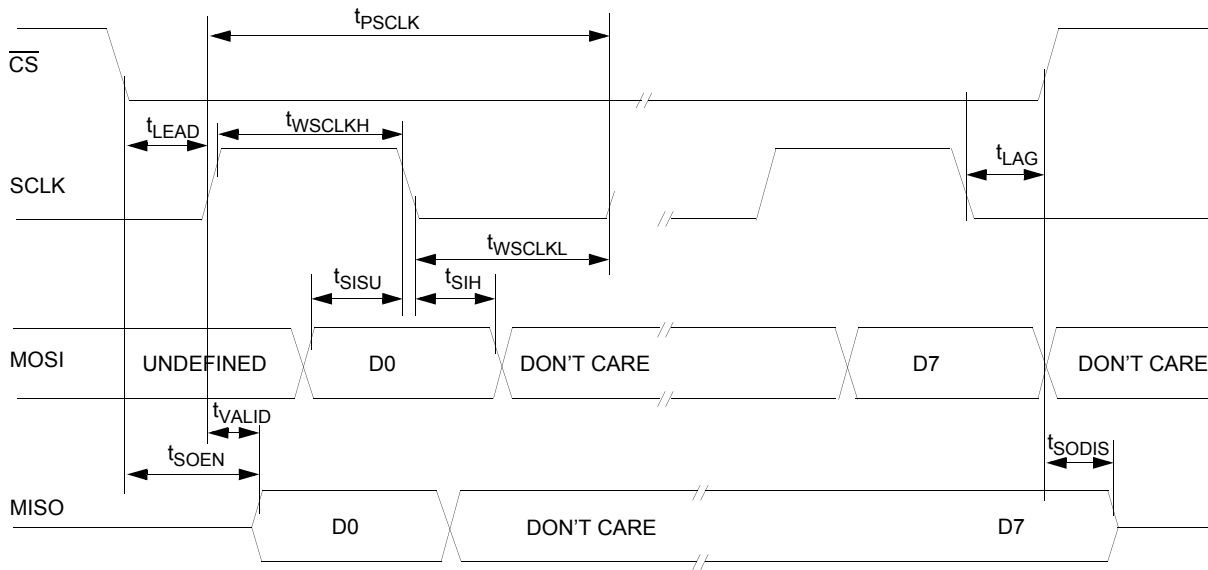 tPSCLK
CS
tLEAD
tWSCLKH
tLAG
SCLK
tWSCLKL
tSISU
tSIH
MOSI
UNDEFINED
D0
DON'T CARE
D7
DON'T CARE
tVALID
tSOEN
tSODIS
MISO
D0
DON'T CARE
D7